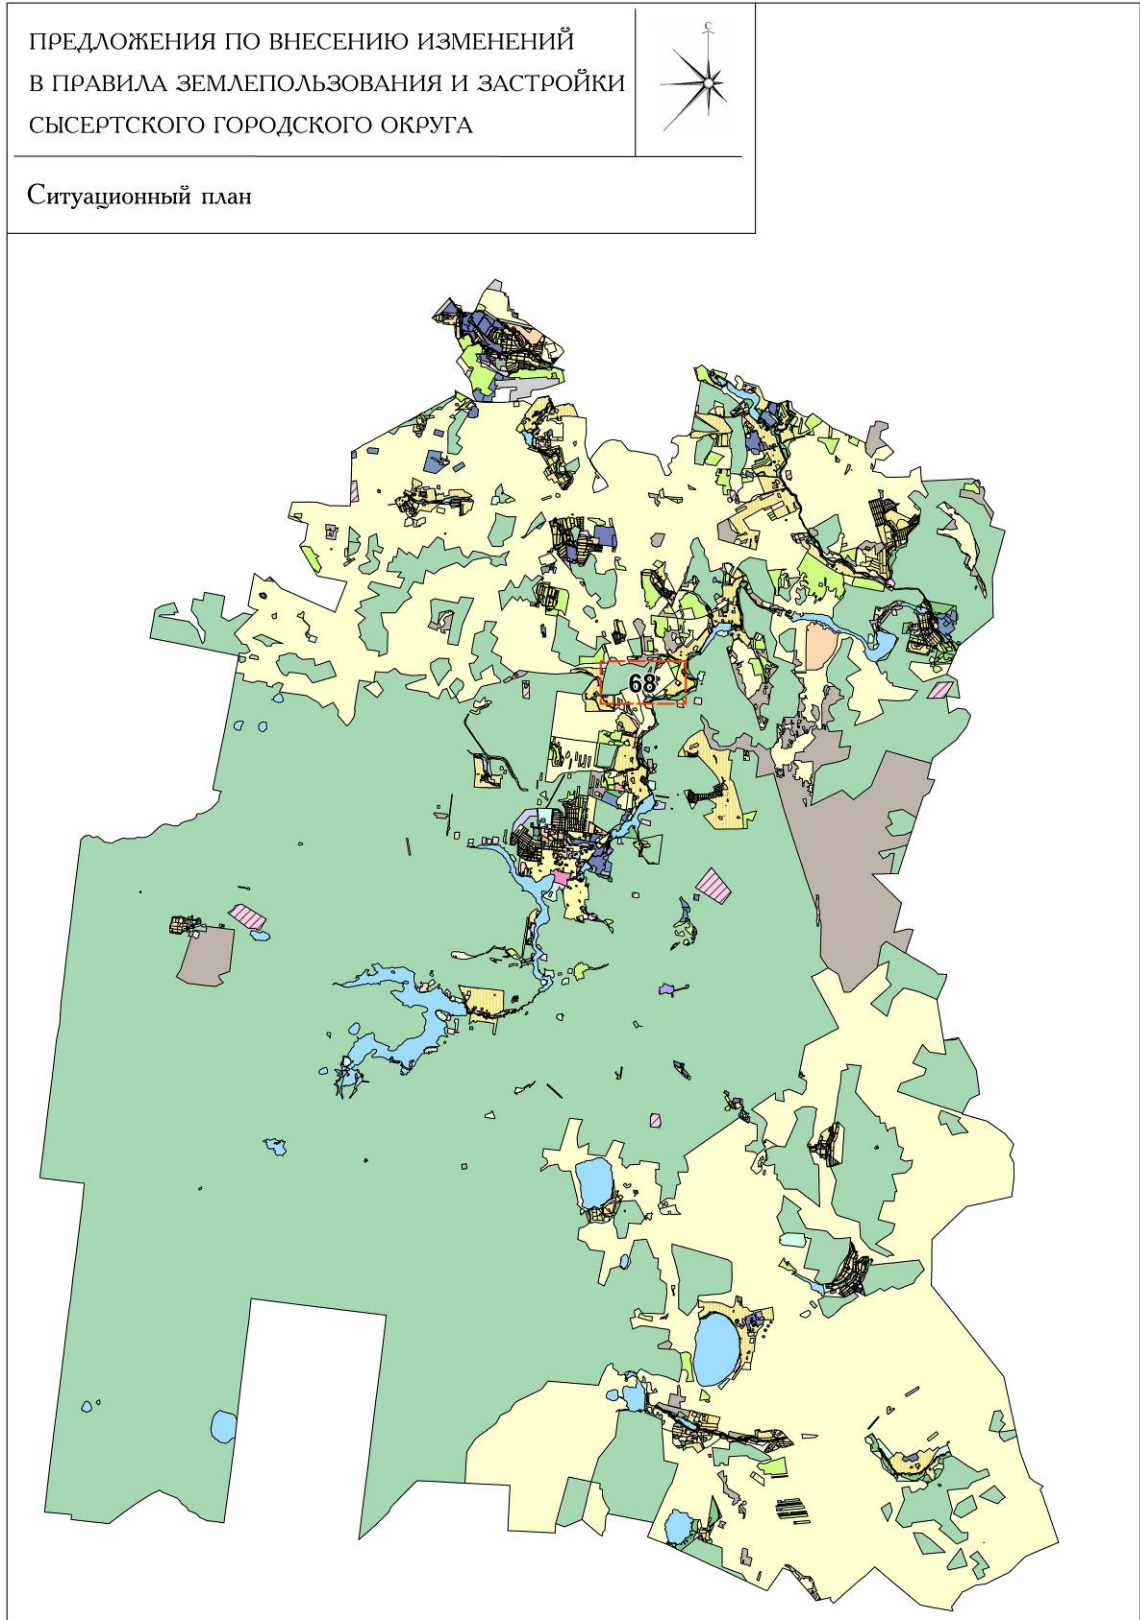 ПРЕДЛОЖЕНИЯ ПО ВНЕСЕНИЮ ИЗМЕНЕНИЙ
В ПРАВИЛА ЗЕМЛЕПОЛЬЗОВАНИЯ И ЗАСТРОЙКИ
СЫСЕРТСКОГО ГОРОДСКОГО ОКРУГА
С
Ситуационный план
68